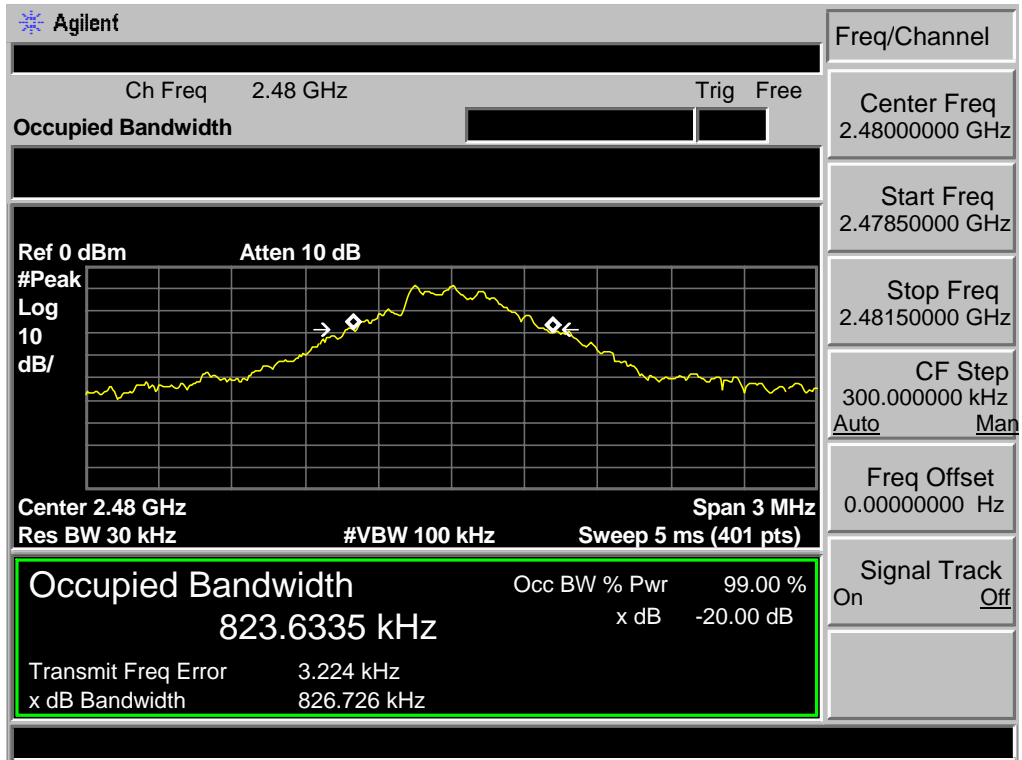 Agilent
Ch Freq 2.48 GHz Trig Free
Occupied Bandwidth
Ref 0 dBm Atten 10 dB
#Peak
Log
10
dB/
Center 2.48 GHz Span 3 MHz
Res BW 30 kHz #VBW 100 kHz Sweep 5 ms (401 pts)
Occupied Bandwidth
823.6335 kHz
Occ BW % Pwr 99.00 %
x dB -20.00 dB
Transmit Freq Error 3.224 kHz
x dB Bandwidth 826.726 kHz
Freq/Channel
Center Freq
2.48000000 GHz
Start Freq
2.47850000 GHz
Stop Freq
2.48150000 GHz
CF Step
300.000000 kHz
Auto Man
Freq Offset
0.00000000 Hz
Signal Track
On Off